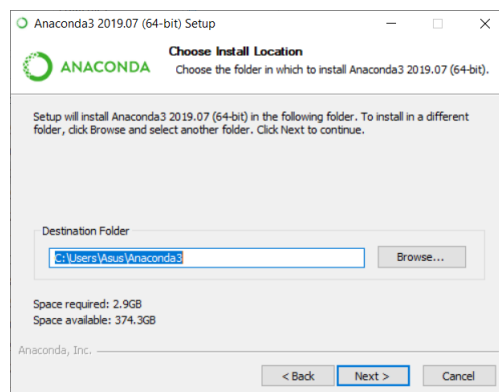 Anaconda3 2019.07 (64-bit) Setup
Choose Install Location
ANACONDA
Choose the folder in which to install Anaconda3 2019.07 (64-bit).
Setup will install Anaconda3 2019.07 (64-bit) in the following folder. To install in a different
folder, click Browse and select another folder. Click Next to continue.
Destination Folder
C:\Users\Asus\Anaconda3
Browse...
Space required: 2.9GB
Space available: 374.3GB
Anaconda, Inc.
< Back
Next >
Cancel